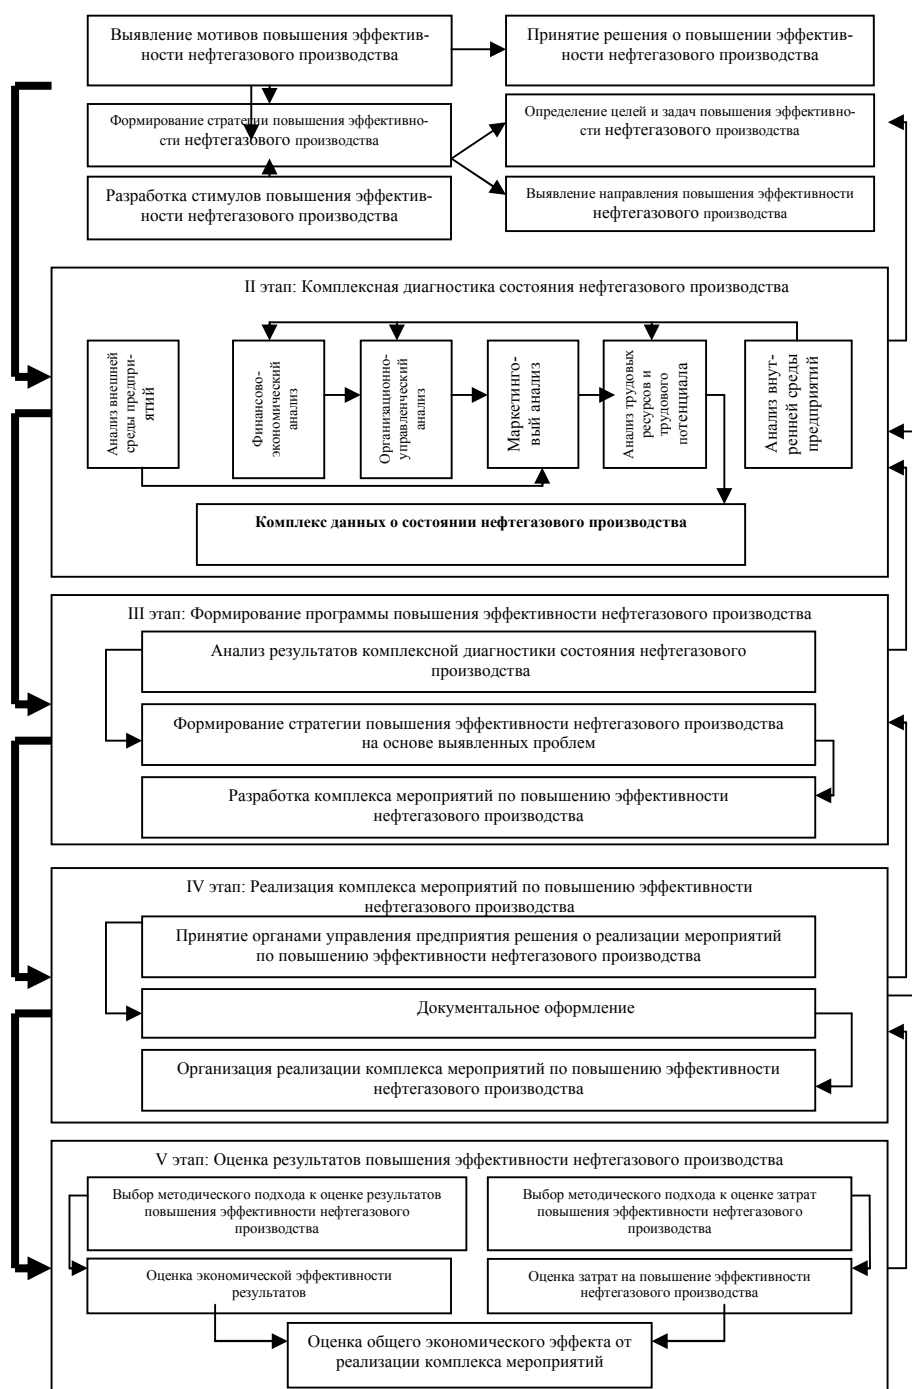 Выявление мотивов повышения эффектив-
ности нефтегазового производства
Принятие решения о повышении эффектив-
ности нефтегазового производства
Формирование стратегии повышения эффективно-
сти нефтегазового производства
Определение целей и задач повышения эффективно-
сти нефтегазового производства
Разработка стимулов повышения эффектив-
ности нефтегазового производства
Выявление направления повышения эффективности
нефтегазового производства
II этап: Комплексная диагностика состояния нефтегазового производства
Анализ внешней
среды предпри-
ятий
Финансово-
экономический
анализ
Организационно-
управленческий
анализ
Маркетинго-
вый анализ
Анализ трудовых
ресурсов и
трудового
потенциала
Анализ внут-
ренней среды
предприятий
Комплекс данных о состоянии нефтегазового производства
III этап: Формирование программы повышения эффективности нефтегазового производства
Анализ результатов комплексной диагностики состояния нефтегазового
производства
Формирование стратегии повышения эффективности нефтегазового производства
на основе выявленных проблем
Разработка комплекса мероприятий по повышению эффективности
нефтегазового производства
IV этап: Реализация комплекса мероприятий по повышению эффективности
нефтегазового производства
Принятие органами управления предприятия решения о реализации мероприятий
по повышению эффективности нефтегазового производства
Документальное оформление
Организация реализации комплекса мероприятий по повышению эффективности
нефтегазового производства
V этап: Оценка результатов повышения эффективности нефтегазового производства
Выбор методического подхода к оценке результатов
повышения эффективности нефтегазового
производства
Выбор методического подхода к оценке затрат
повышения эффективности нефтегазового
производства
Оценка экономической эффективности
результатов
Оценка затрат на повышение эффективности
нефтегазового производства
Оценка общего экономического эффекта от
реализации комплекса мероприятий